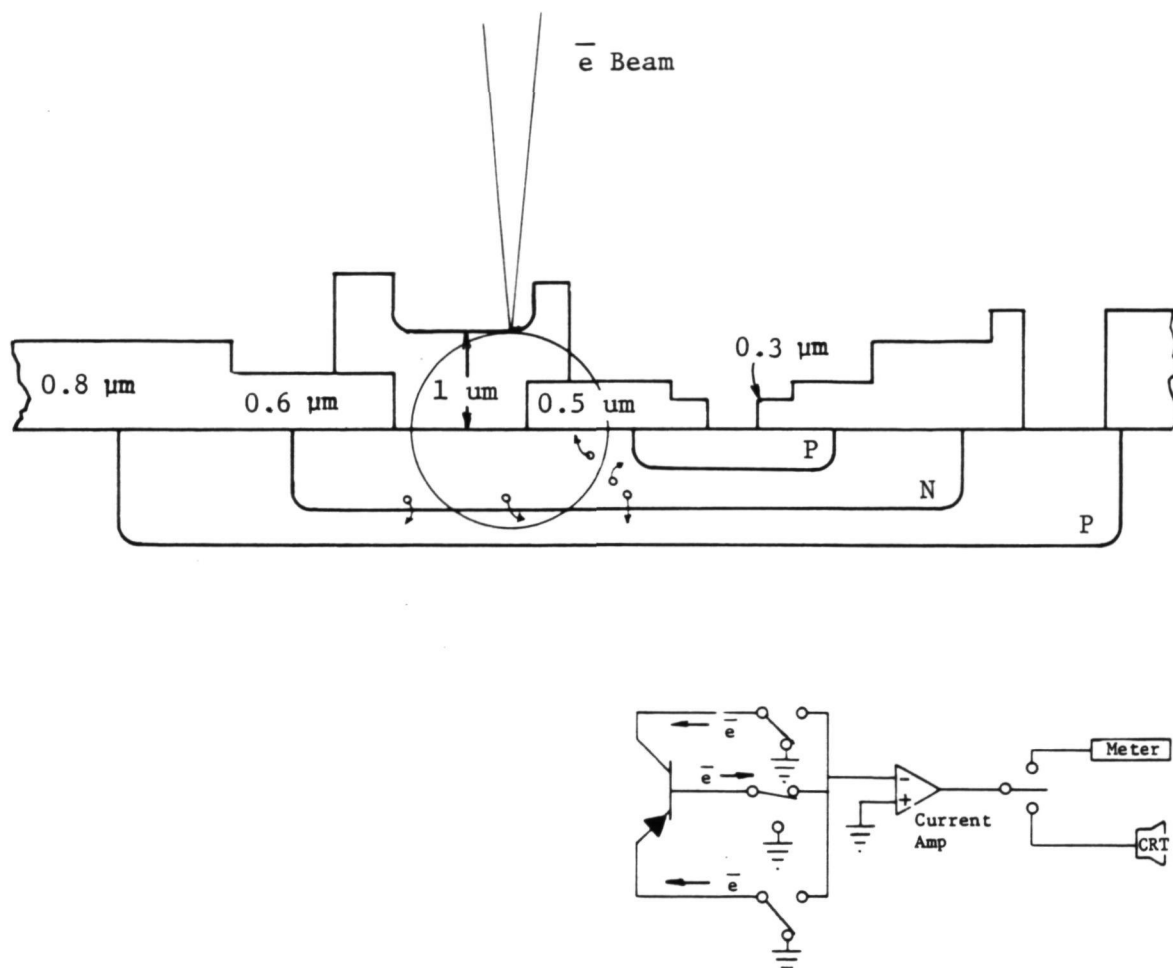 e̅ Beam
0.3 µm
0.8 µm
1 um
0.6 µm
0.5 um
P
N
P
e̅
Meter
e̅
-
+
Current
Amp
CRT
e̅